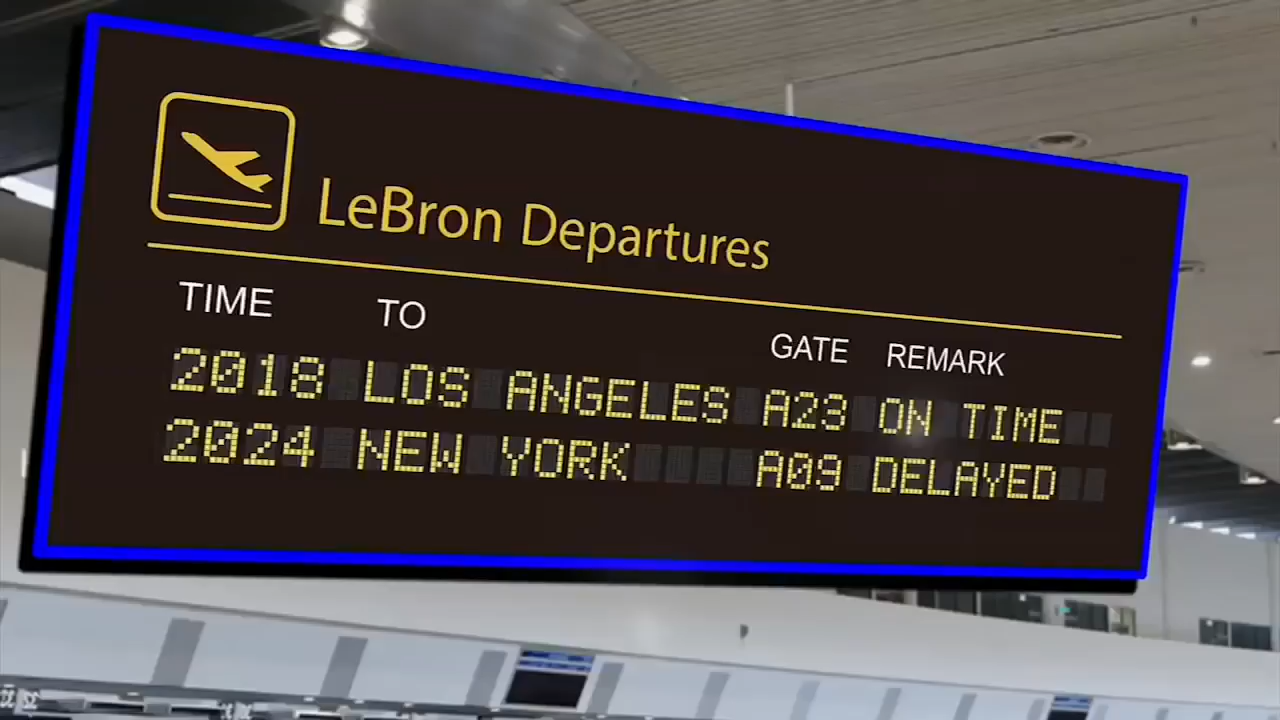 LeBron Departures
TIME TO GATE REMARK
2018 LOS ANGELES A23 ON TIME
2024 NEW YORK A09 DELAYED